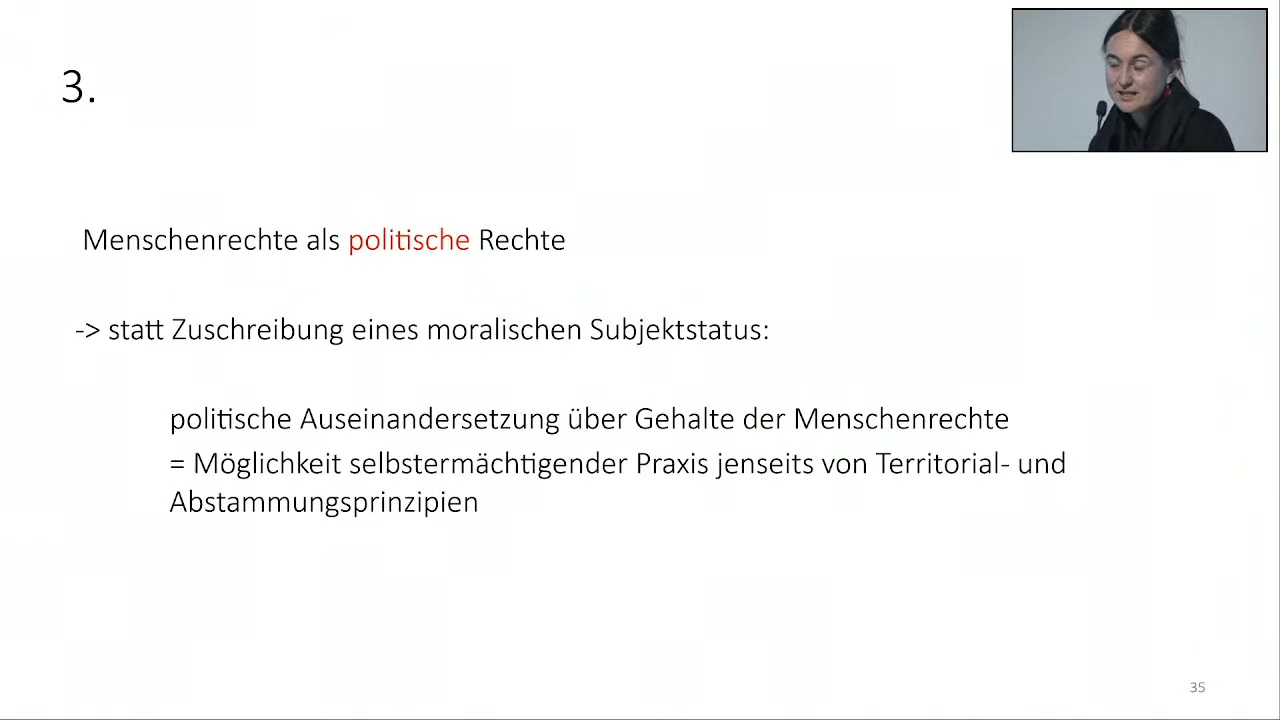 3.
Menschenrechte als politische Rechte
-> statt Zuschreibung eines moralischen Subjektstatus:
politische Auseinandersetzung über Gehalte der Menschenrechte
= Möglichkeit selbstermächtigender Praxis jenseits von Territorial- und
Abstammungsprinzipien
35